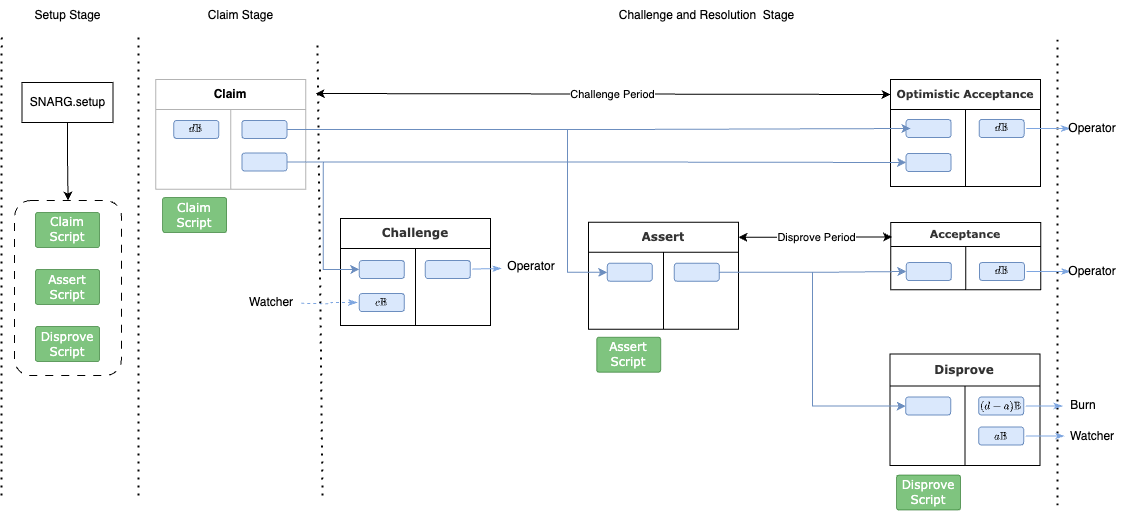 Setup Stage
Claim Stage
Challenge and Resolution Stage
SNARG.setup
Claim
Script
Assert
Script
Disprove
Script
Claim
d₿
Claim
Script
Challenge Period
Optimistic Acceptance
d₿
Operator
Challenge
Operator
Watcher
c₿
Assert
Assert
Script
Disprove Period
Acceptance
d₿
Operator
Disprove
(d − a)₿
Burn
a₿
Watcher
Disprove
Script